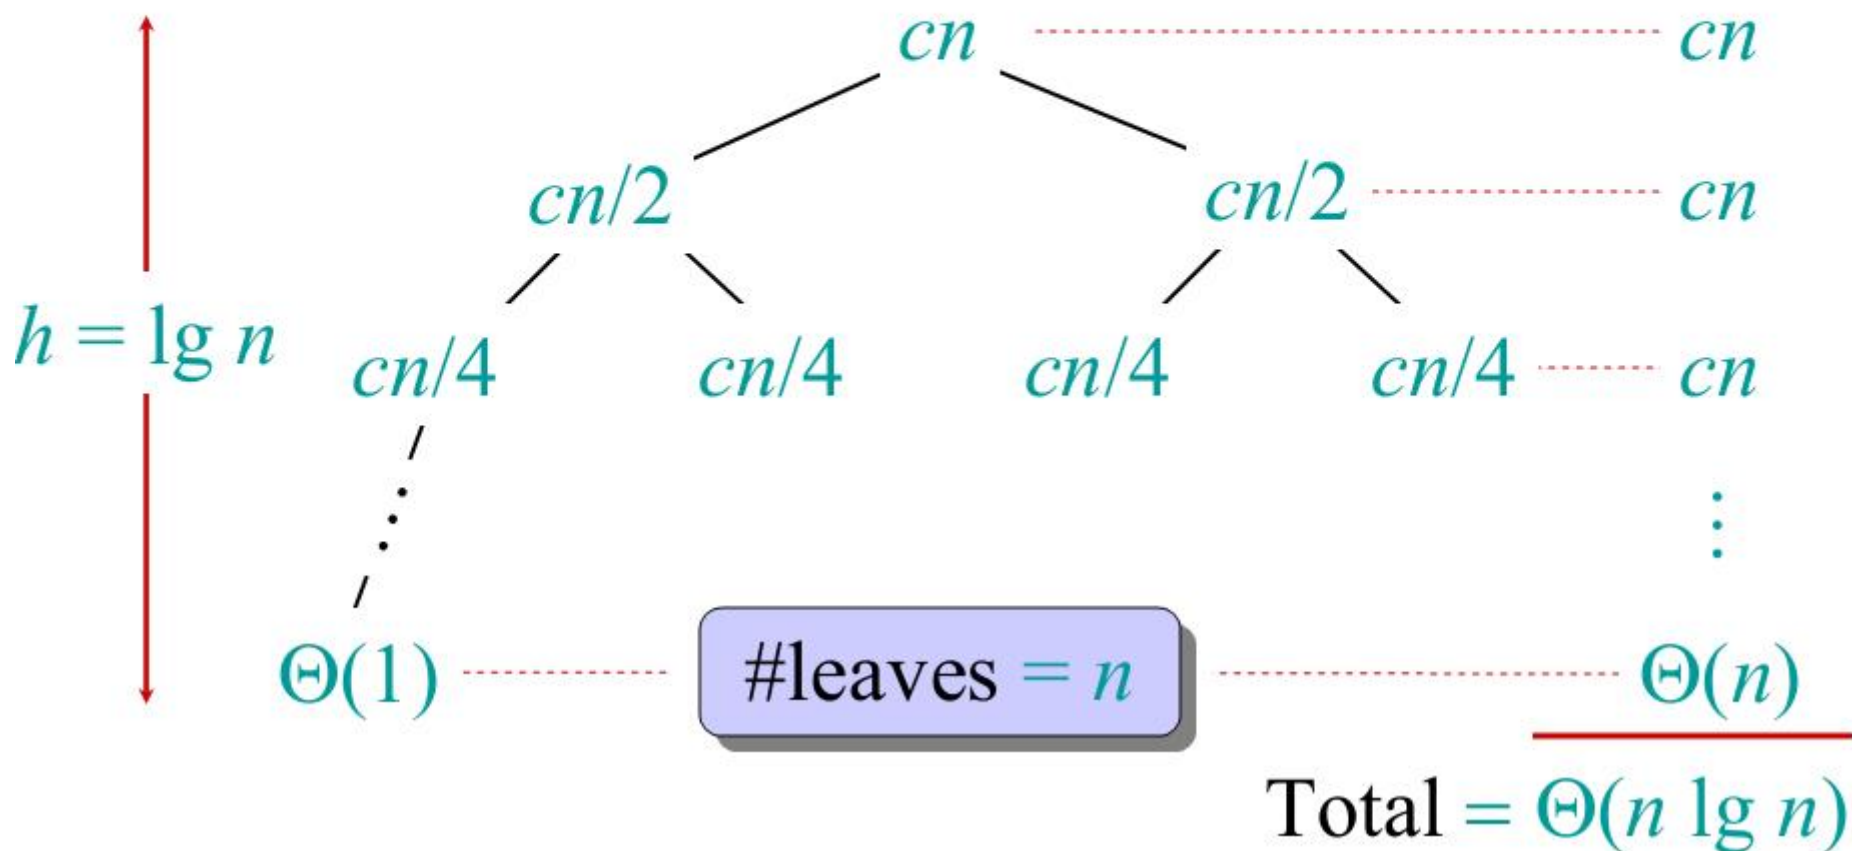 cn cn
cn/2 cn/2 cn
h = lg n cn/4 cn/4 cn/4 cn/4 cn
Θ(1) #leaves = n Θ(n)
Total = Θ(n lg n)